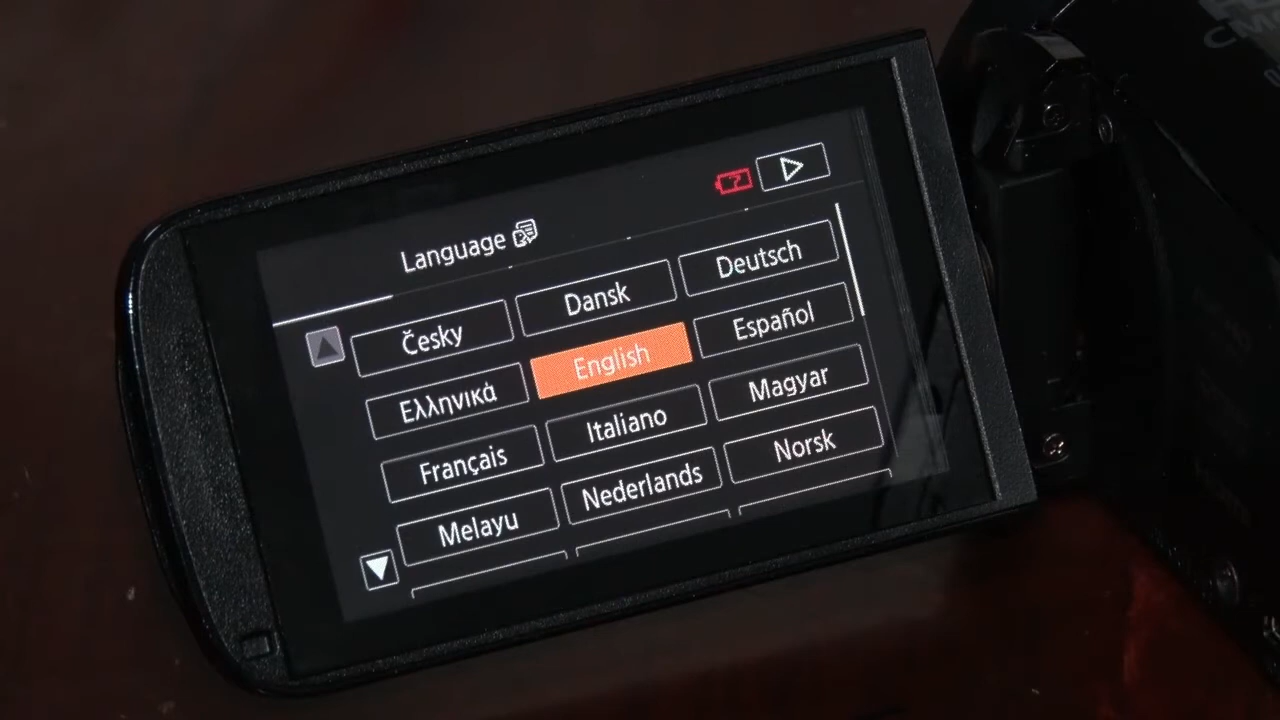 Language
Česky Dansk Deutsch
Ελληνικά English Español
Français Italiano Magyar
Melayu Nederlands Norsk